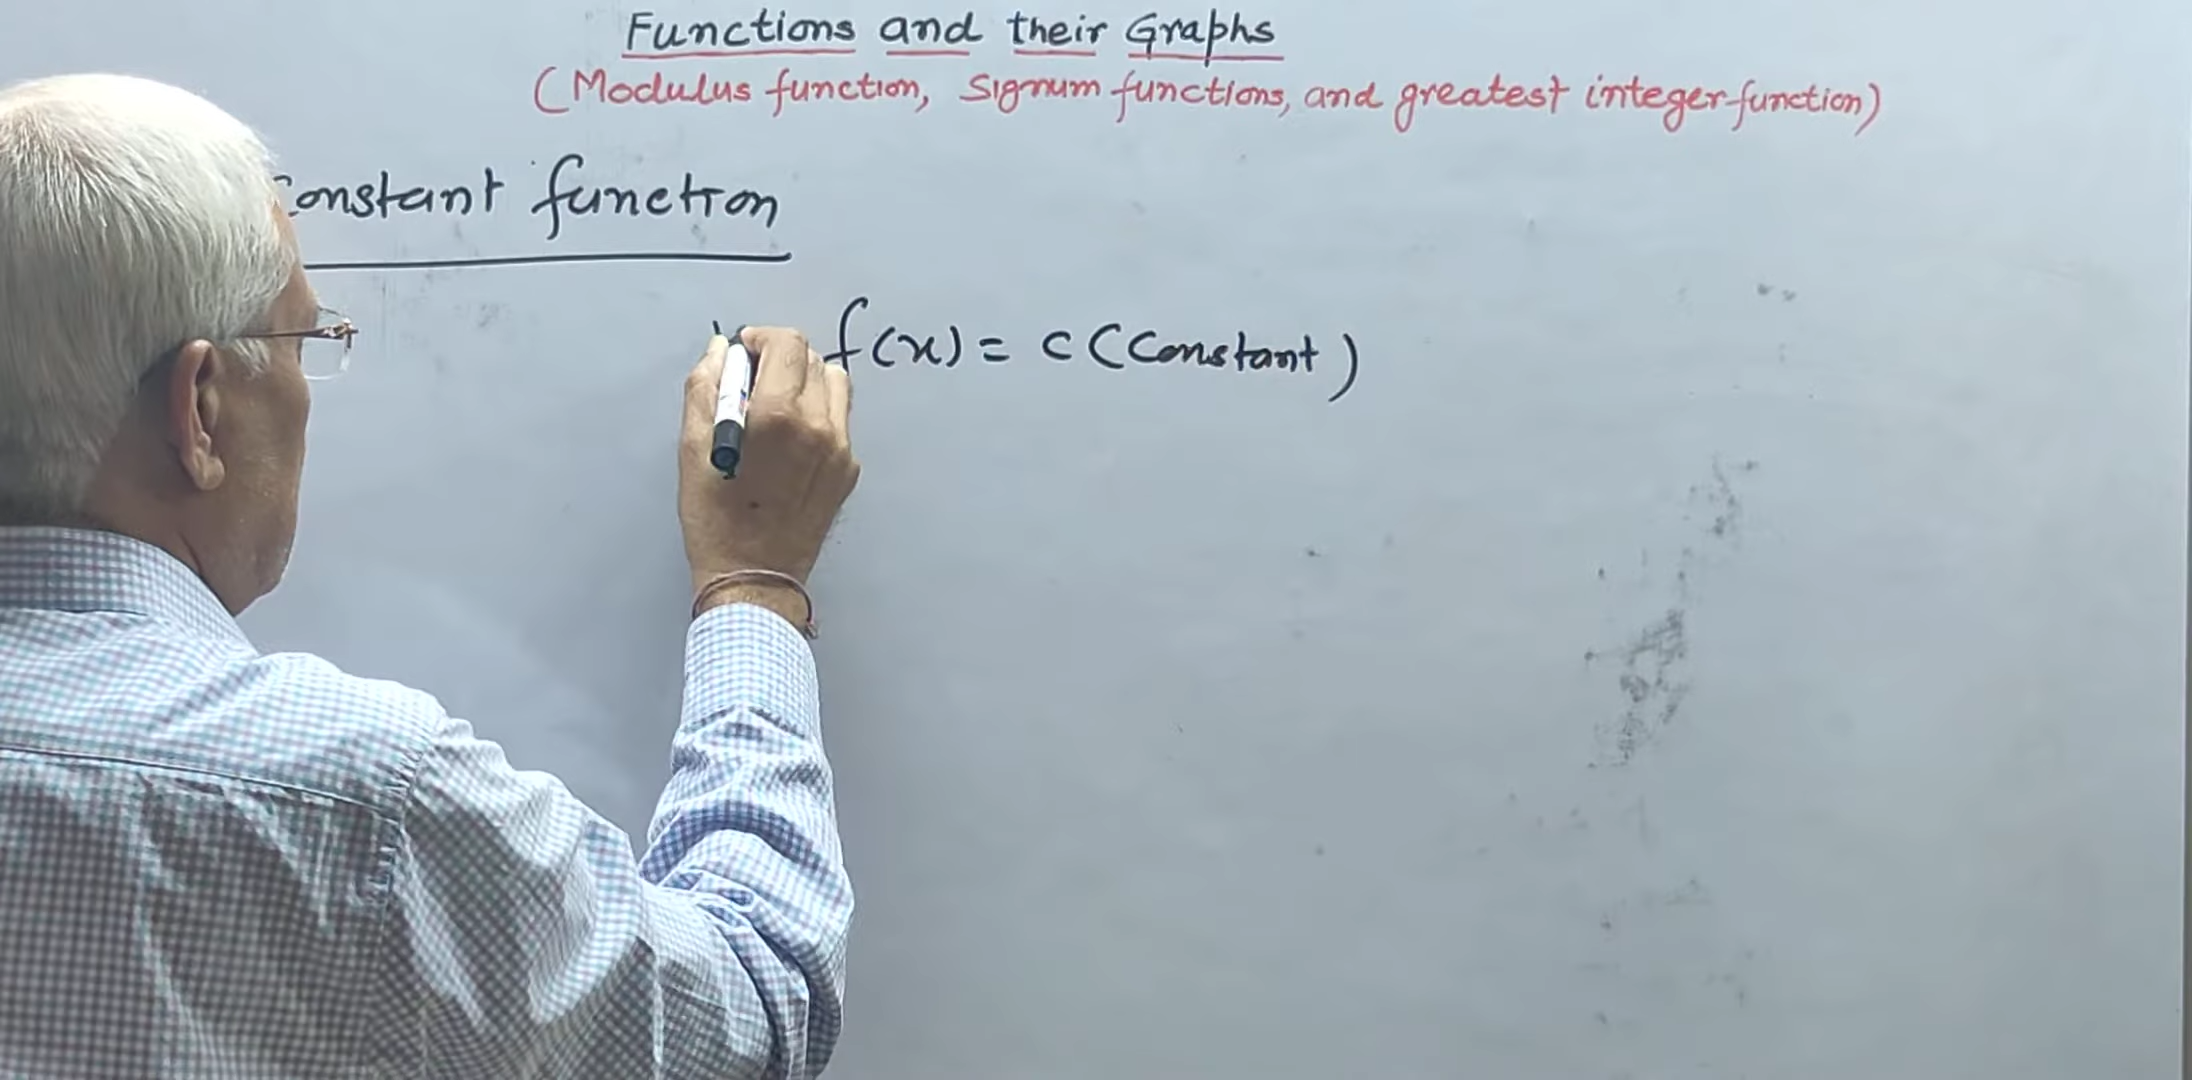 Functions and their Graphs
(Modulus function, Signum functions, and greatest integer function)
Constant function
f(x) = c (Constant)